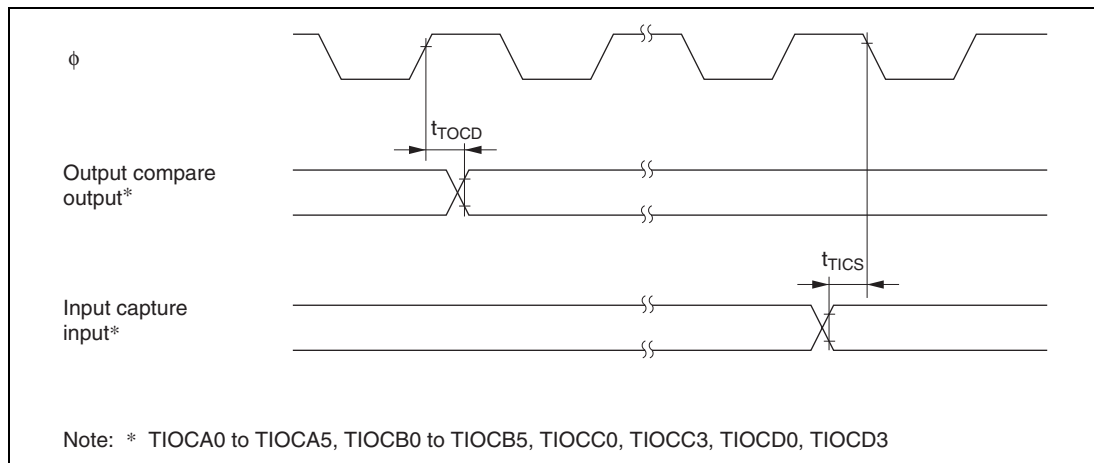 ϕ
tTOCD
Output compare
output*
tTICS
Input capture
input*
Note: * TIOCA0 to TIOCA5, TIOCB0 to TIOCB5, TIOCC0, TIOCC3, TIOCD0, TIOCD3